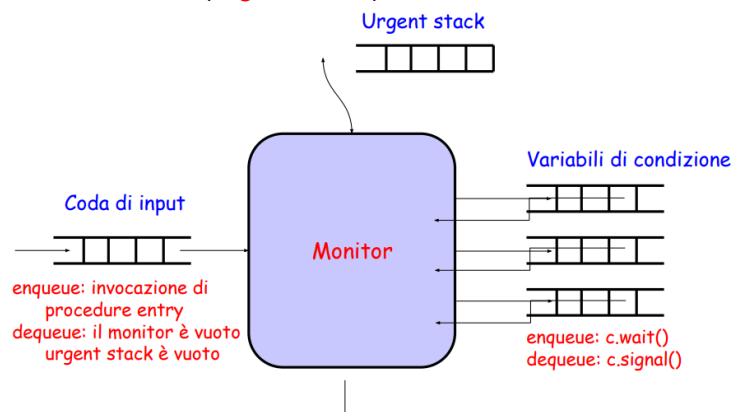 Urgent stack
Variabili di condizione
Coda di input
Monitor
enqueue: invocazione di
procedure entry
dequeue: il monitor è vuoto
urgent stack è vuoto
enqueue: c.wait()
dequeue: c.signal()